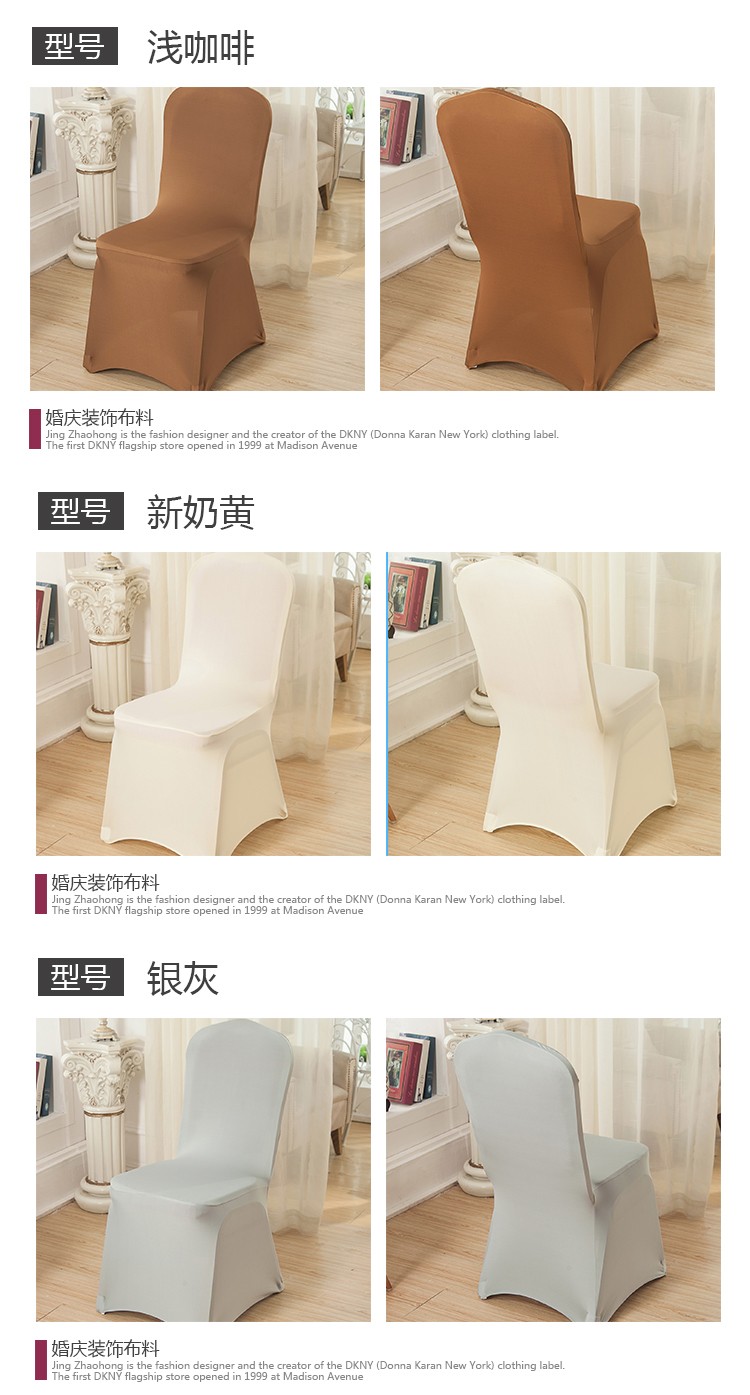 型号 浅咖啡
婚庆装饰布料
Jing Zhaohong is the fashion designer and the creator of the DKNY (Donna Karan New York) clothing label.
The first DKNY flagship store opened in 1999 at Madison Avenue
型号 新奶黄
婚庆装饰布料
Jing Zhaohong is the fashion designer and the creator of the DKNY (Donna Karan New York) clothing label.
The first DKNY flagship store opened in 1999 at Madison Avenue
型号 银灰
婚庆装饰布料
Jing Zhaohong is the fashion designer and the creator of the DKNY (Donna Karan New York) clothing label.
The first DKNY flagship store opened in 1999 at Madison Avenue